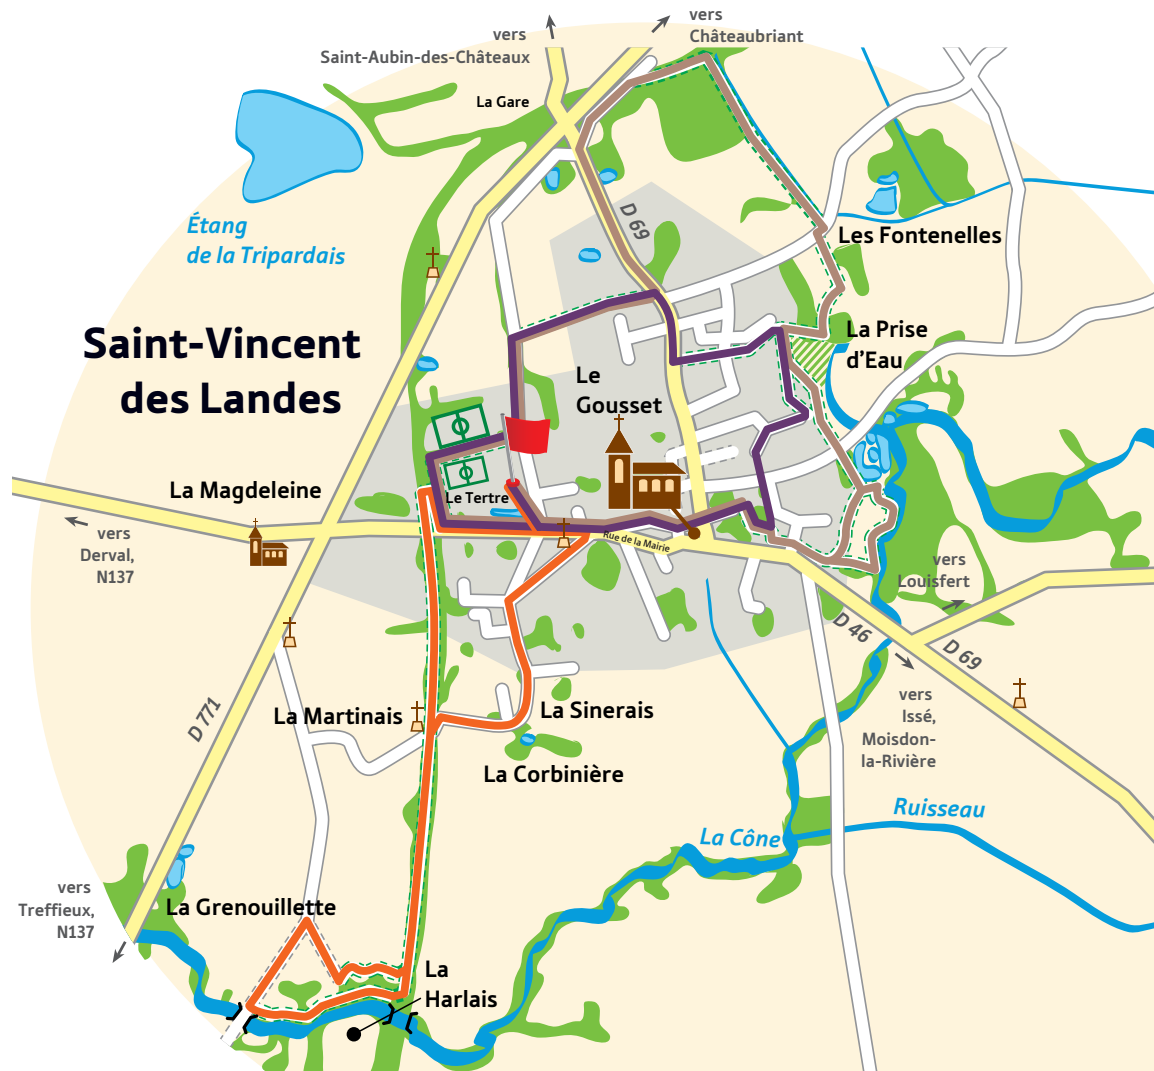 vers
Châteaubriant
vers
Saint-Aubin-des-Châteaux
La Gare
D 69
Étang
de la Tripardais
Les Fontenelles
Saint-Vincent
des Landes
La Prise
d'Eau
Le
Gousset
La Magdeleine
Le Tertre
vers
Derval,
N137
Rue de la Mairie
vers
Louisfert
D 46
D 69
D 771
La Martinais
La Sinerais
vers
Issé,
Moisdon-
la-Rivière
La Corbinière
Ruisseau
La Cône
vers
Treffieux,
N137
La Grenouillette
La
Harlais